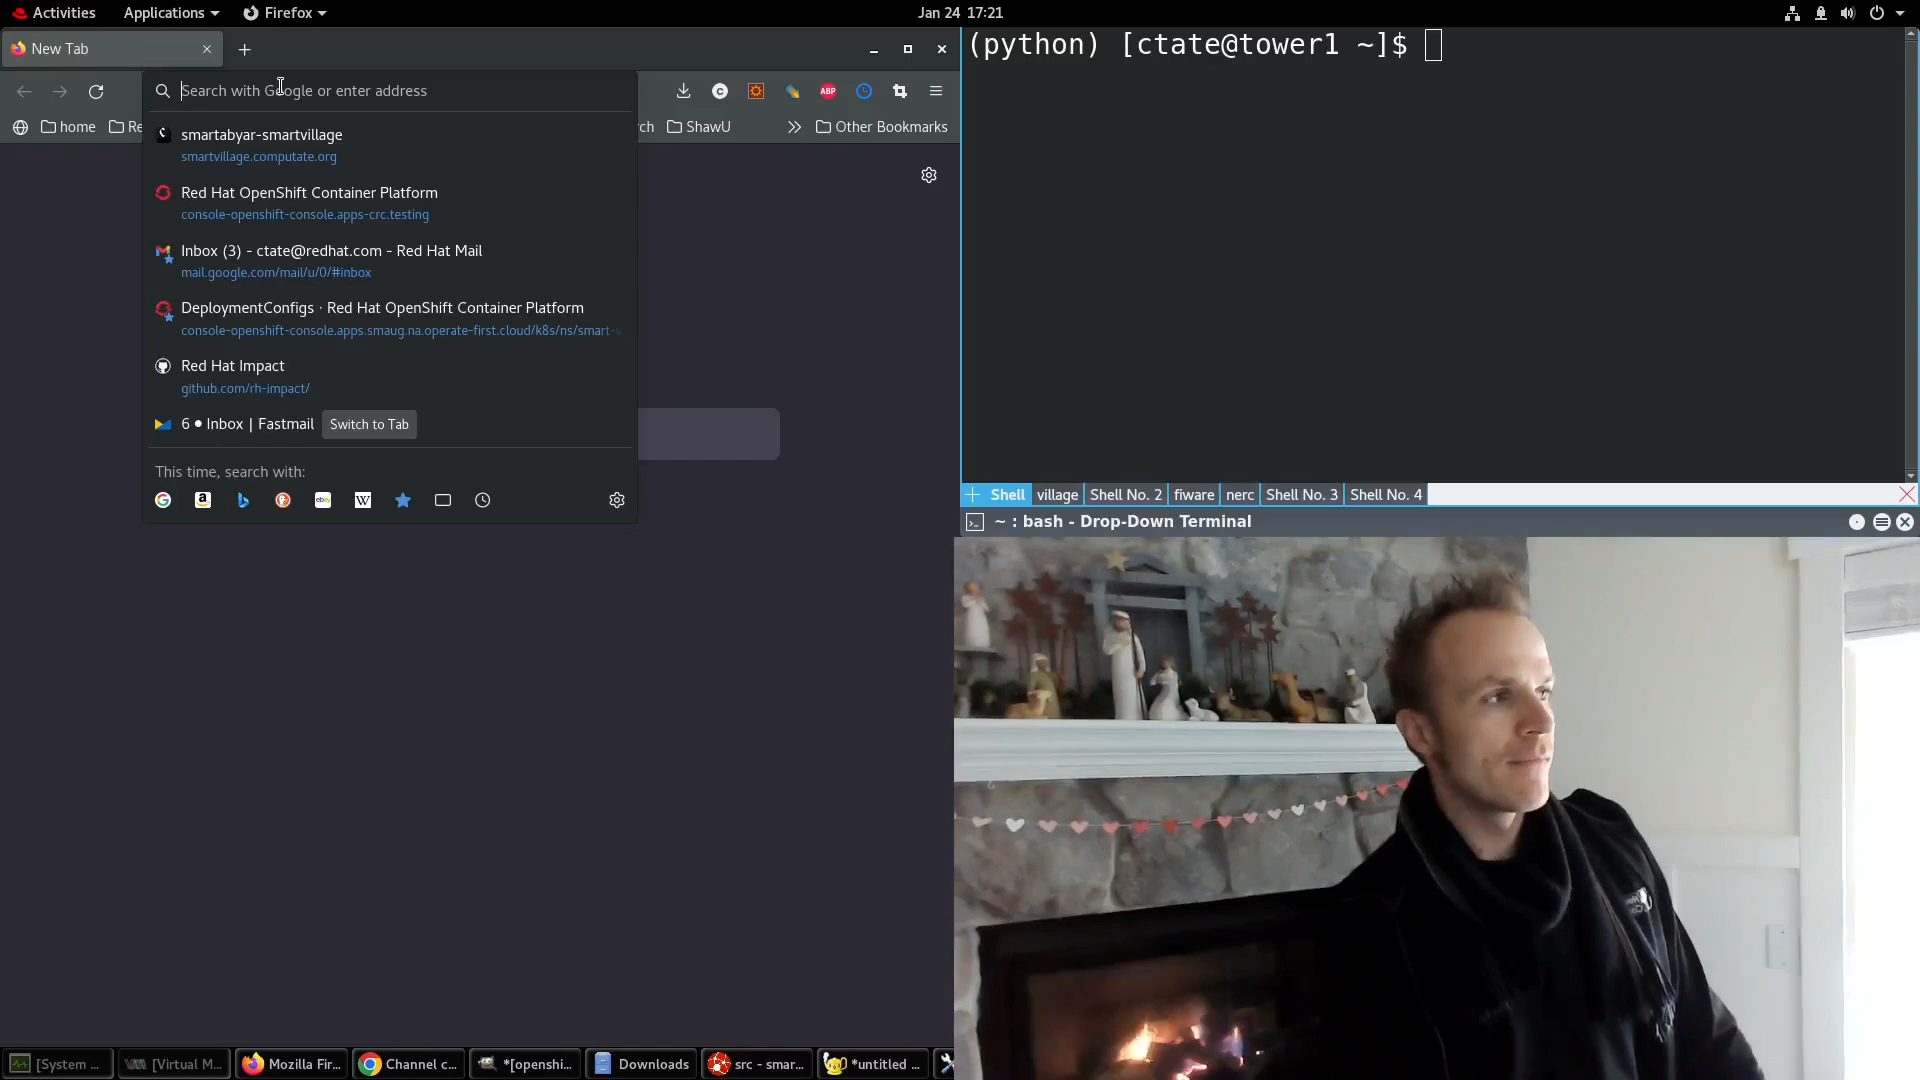 Activities Applications Firefox Jan 24 17:21
New Tab
Search with Google or enter address
home Re
ch ShawU Other Bookmarks
ABP
smartabyar-smartvillage
smartvillage.computate.org
Red Hat OpenShift Container Platform
console-openshift-console.apps-crc.testing
Inbox (3) - ctate@redhat.com - Red Hat Mail
mail.google.com/mail/u/0/#inbox
DeploymentConfigs · Red Hat OpenShift Container Platform
console-openshift-console.apps.smaug.na.operate-first.cloud/k8s/ns/smart-v
Red Hat Impact
github.com/rh-impact/
6 ● Inbox | Fastmail Switch to Tab
This time, search with:
(python) [ctate@tower1 ~]$
Shell village Shell No. 2 fiware nerc Shell No. 3 Shell No. 4
~ : bash - Drop-Down Terminal
[System ... [Virtual M... Mozilla Fir... Channel c... *[openshi... Downloads src - smar... *untitled ...